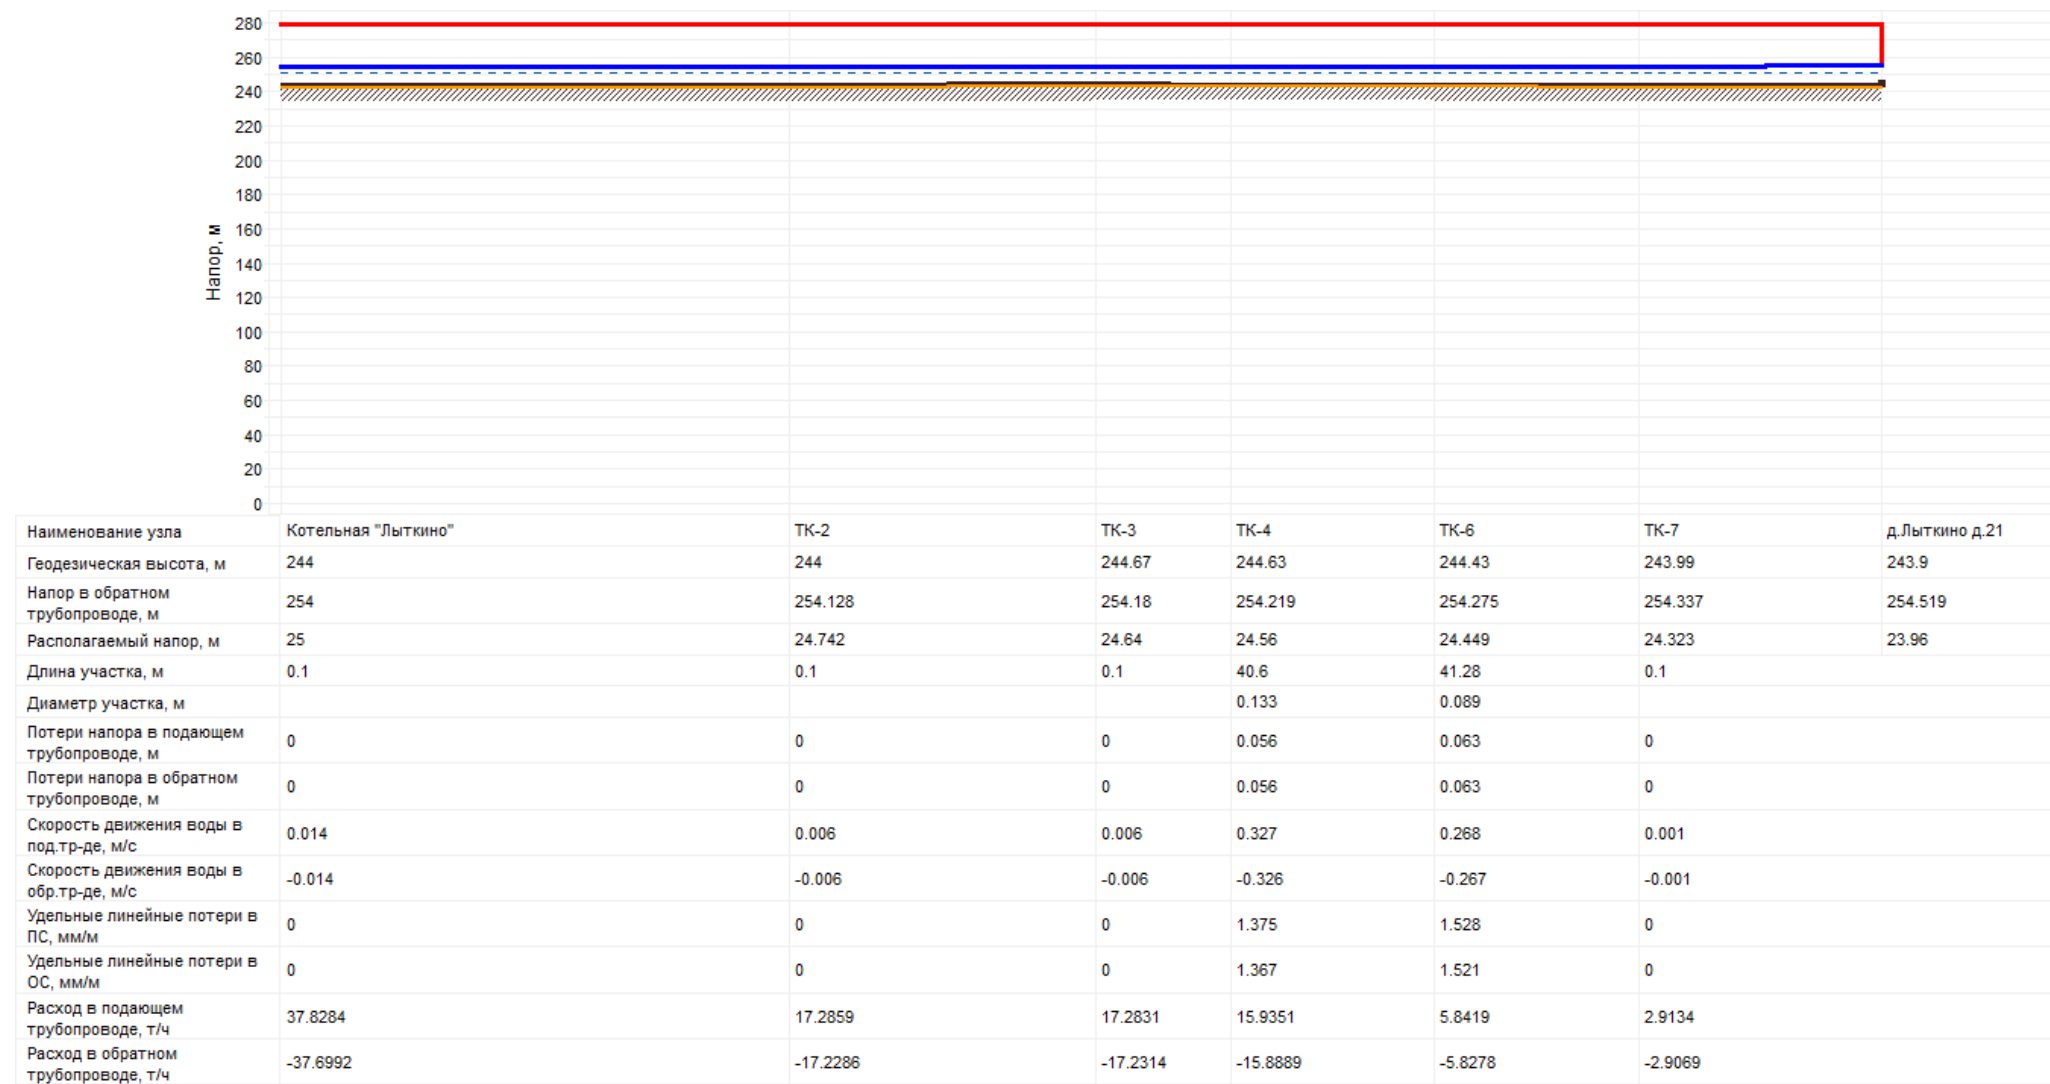 280
260
240
220
200
180
160
140
120
100
80
60
40
20
0
Напор, м
Наименование узла Котельная "Лыткино" ТК-2 ТК-3 ТК-4 ТК-6 ТК-7 д.Лыткино д.21
Геодезическая высота, м 244 244 244.67 244.63 244.43 243.99 243.9
Напор в обратном
трубопроводе, м 254 254.128 254.18 254.219 254.275 254.337 254.519
Располагаемый напор, м 25 24.742 24.64 24.56 24.449 24.323 23.96
Длина участка, м 0.1 0.1 0.1 40.6 41.28 0.1
Диаметр участка, м 0.133 0.089
Потери напора в подающем
трубопроводе, м 0 0 0 0.056 0.063 0
Потери напора в обратном
трубопроводе, м 0 0 0 0.056 0.063 0
Скорость движения воды в
под.тр-де, м/с 0.014 0.006 0.006 0.327 0.268 0.001
Скорость движения воды в
обр.тр-де, м/с -0.014 -0.006 -0.006 -0.326 -0.267 -0.001
Удельные линейные потери в
ПС, мм/м 0 0 0 1.375 1.528 0
Удельные линейные потери в
ОС, мм/м 0 0 0 1.367 1.521 0
Расход в подающем
трубопроводе, т/ч 37.8284 17.2859 17.2831 15.9351 5.8419 2.9134
Расход в обратном
трубопроводе, т/ч -37.6992 -17.2286 -17.2314 -15.8889 -5.8278 -2.9069